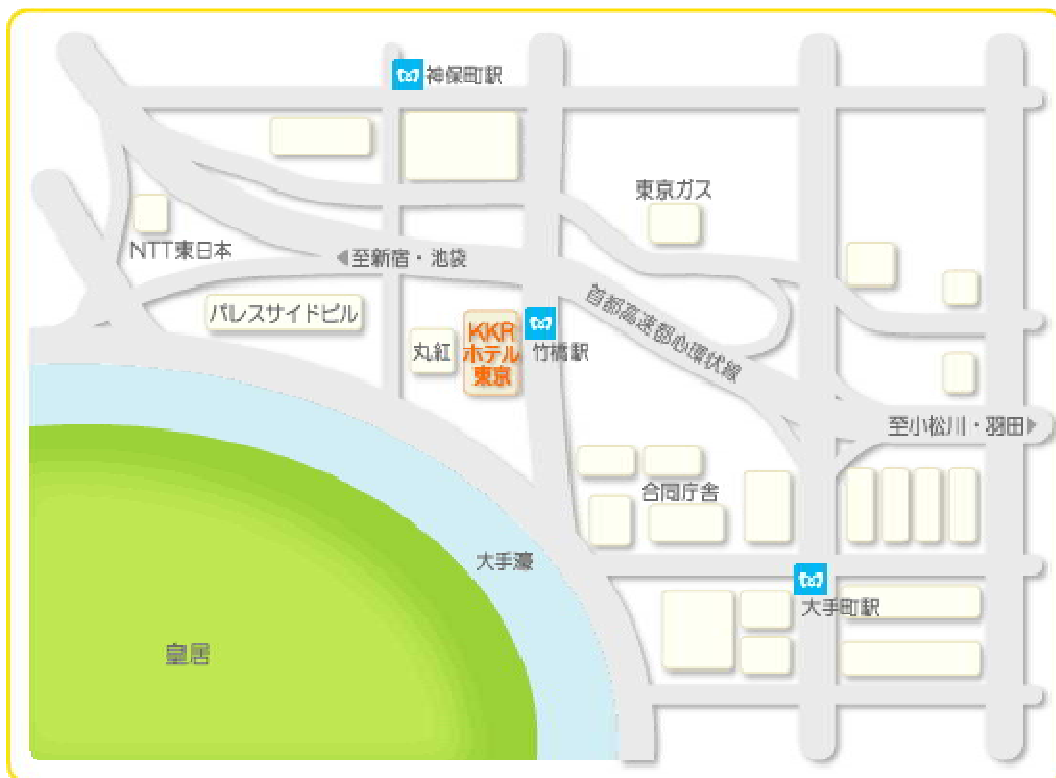 神保町駅
東京ガス
NTT東日本
◀至新宿・池袋
パレスサイドビル
首都高速都心環状線
丸紅
KKR
ホテル
東京
竹橋駅
至小松川・羽田▶
合同庁舎
大手濠
大手町駅
皇居